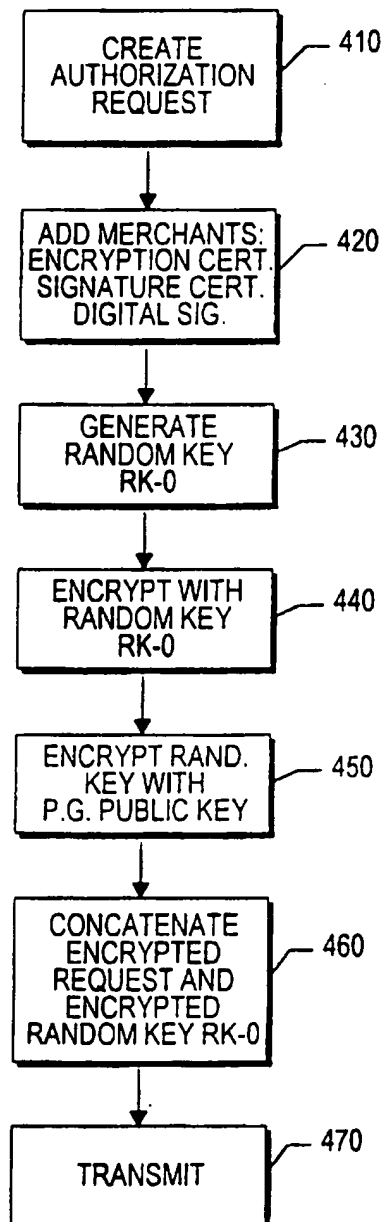 CREATE
AUTHORIZATION
REQUEST
410
ADD MERCHANTS:
ENCRYPTION CERT.
SIGNATURE CERT.
DIGITAL SIG.
420
GENERATE
RANDOM KEY
RK-0
430
ENCRYPT WITH
RANDOM KEY
RK-0
440
ENCRYPT RAND.
KEY WITH
P.G. PUBLIC KEY
450
CONCATENATE
ENCRYPTED
REQUEST AND
ENCRYPTED
RANDOM KEY RK-0
460
TRANSMIT
470